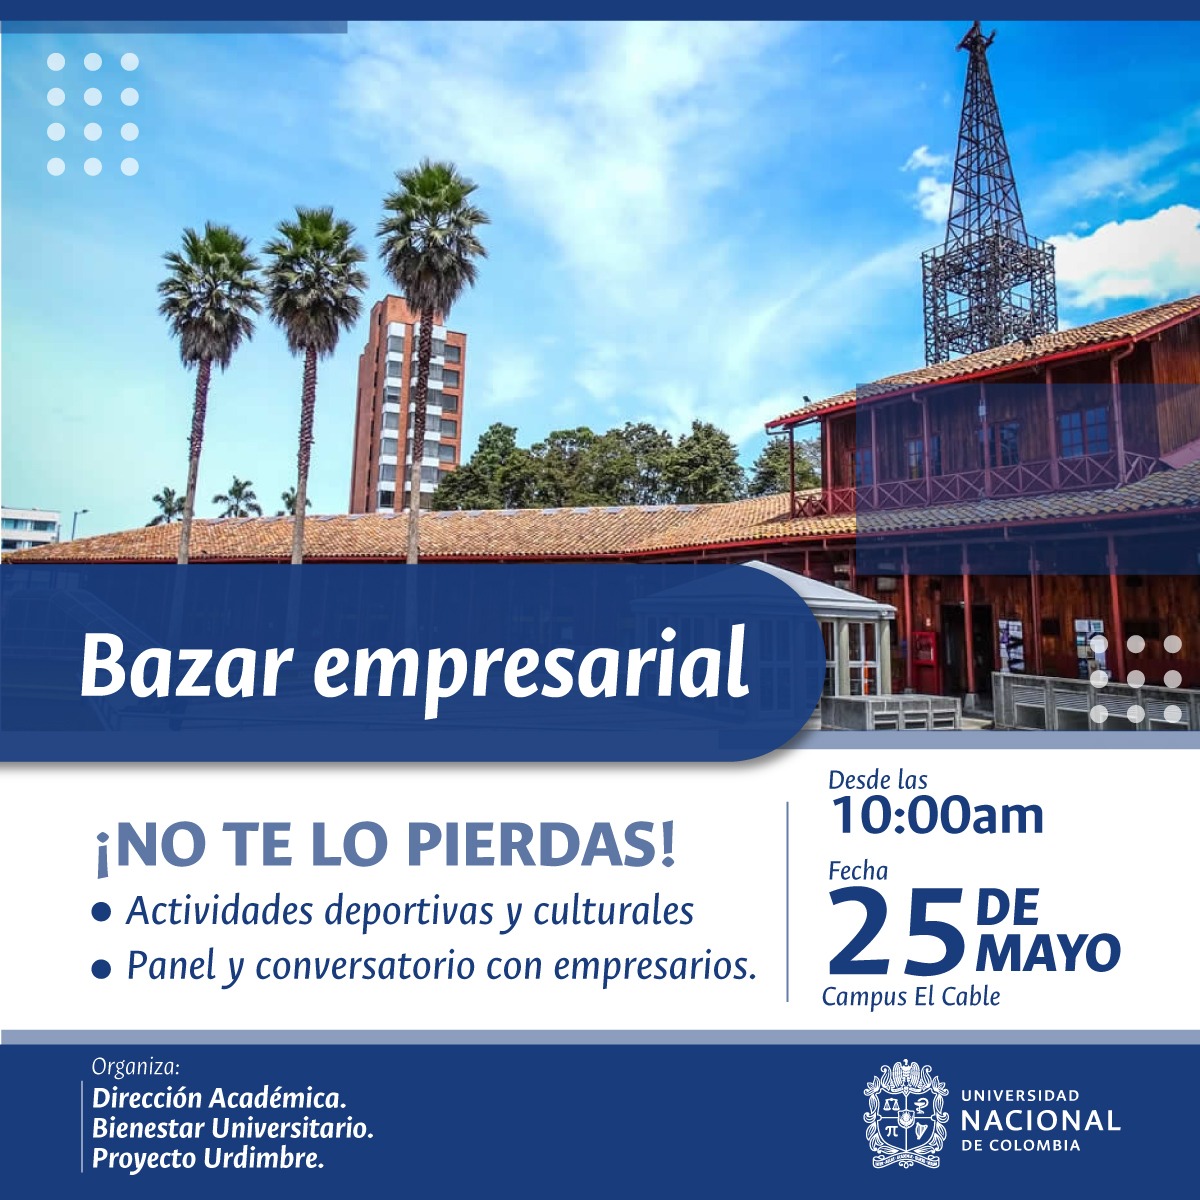 Bazar empresarial
¡NO TE LO PIERDAS!
• Actividades deportivas y culturales
• Panel y conversatorio con empresarios.
Desde las
10:00am
Fecha
25 DE
MAYO
Campus El Cable
Organiza:
Dirección Académica.
Bienestar Universitario.
Proyecto Urdimbre.
UNIVERSIDAD
NACIONAL
DE COLOMBIA